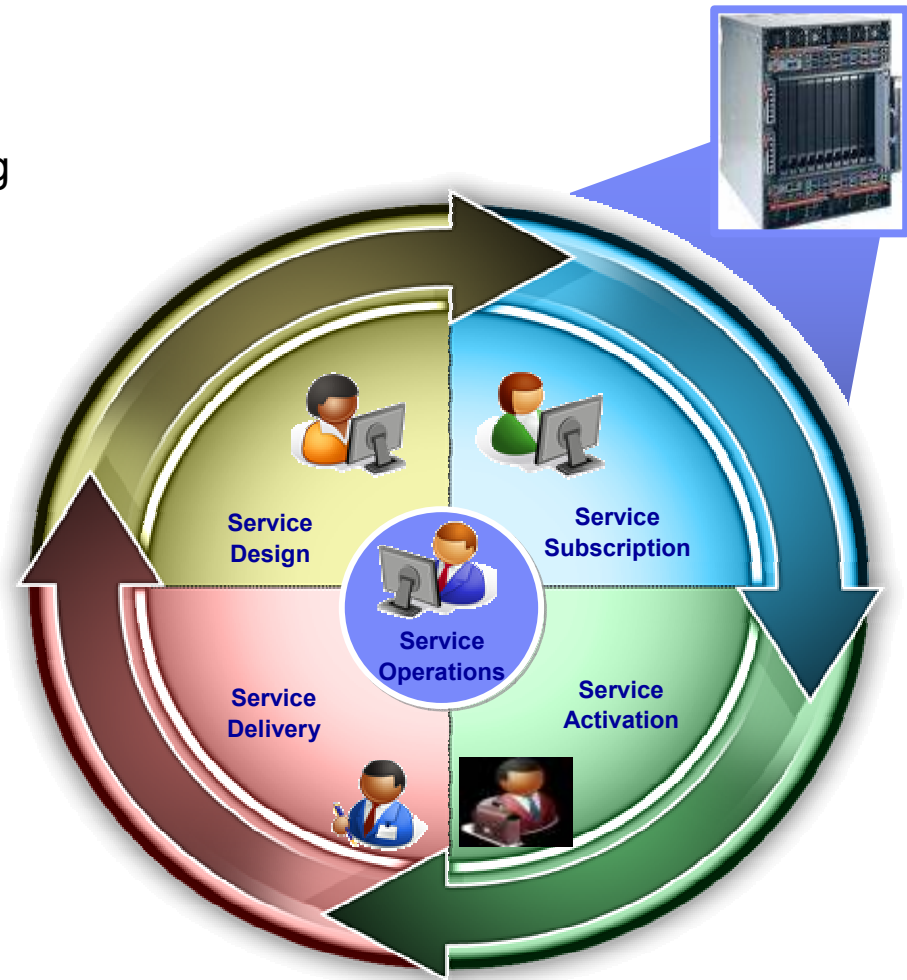 g
Service
Design
Service
Subscription
Service
Operations
Service
Delivery
Service
Activation